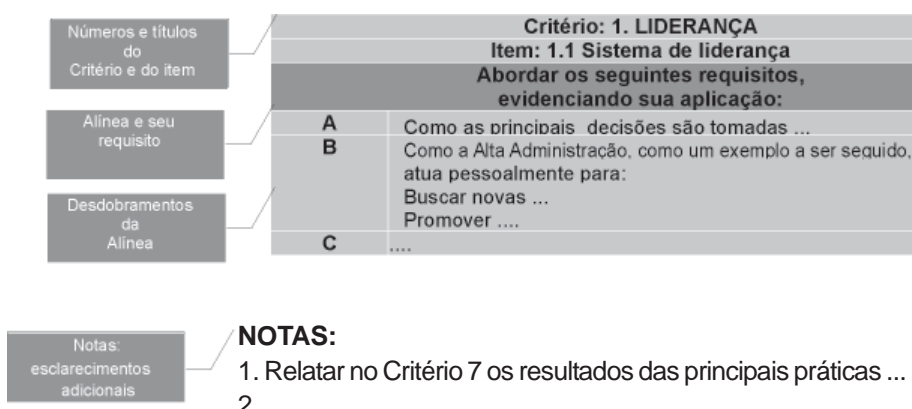 Números e títulos
do
Critério e do item
Critério: 1. LIDERANÇA
Item: 1.1 Sistema de liderança
Abordar os seguintes requisitos,
evidenciando sua aplicação:
Alínea e seu
requisito
A Como as principais decisões são tomadas ...
B Como a Alta Administração, como um exemplo a ser seguido,
atua pessoalmente para:
Buscar novas ...
Promover ....
Desdobramentos
da
Alínea
C ....
Notas:
esclarecimentos
adicionais
NOTAS:
1. Relatar no Critério 7 os resultados das principais práticas ...
2